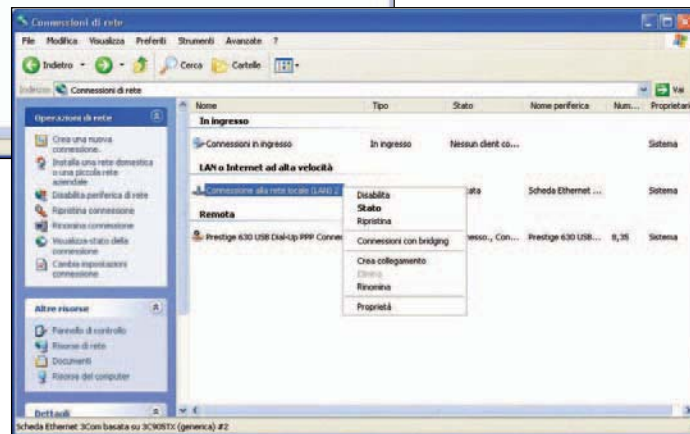 Connessioni di rete
File Modifica Visualizza Preferiti Strumenti Avanzate ?
Indietro Cerca Cartelle
Indirizzo Connessioni di rete Vai
Nome Tipo Stato Nome periferica Num... Proprietari
Operazioni di rete
Crea una nuova connessione.
Installa una rete domestica
o una piccola rete
aziendale
Disabilita periferica di rete
Ripristina connessione
Rinomina connessione
Visualizza stato della
connessione
Cambia impostazioni
connessione
Altre risorse
Pannello di controllo
Risorse di rete
Documenti
Risorse del computer
Dettagli
In ingresso
Connessioni in ingresso In ingresso Nessun client co... Sistema
LAN o Internet ad alta velocità
Connessione alla rete locale (LAN) 2 Scheda Ethernet ... Sistema
Remota
Prestige 630 USB Dial-Up PPP Connec Con... Prestige 630 USB... 8,35 Sistema
Disabilita
Stato
Ripristina
Connessioni con bridging
Crea collegamento
Elimina
Rinomina
Proprietà
Scheda Ethernet 3Com basata su 3C905TX (generica) #2